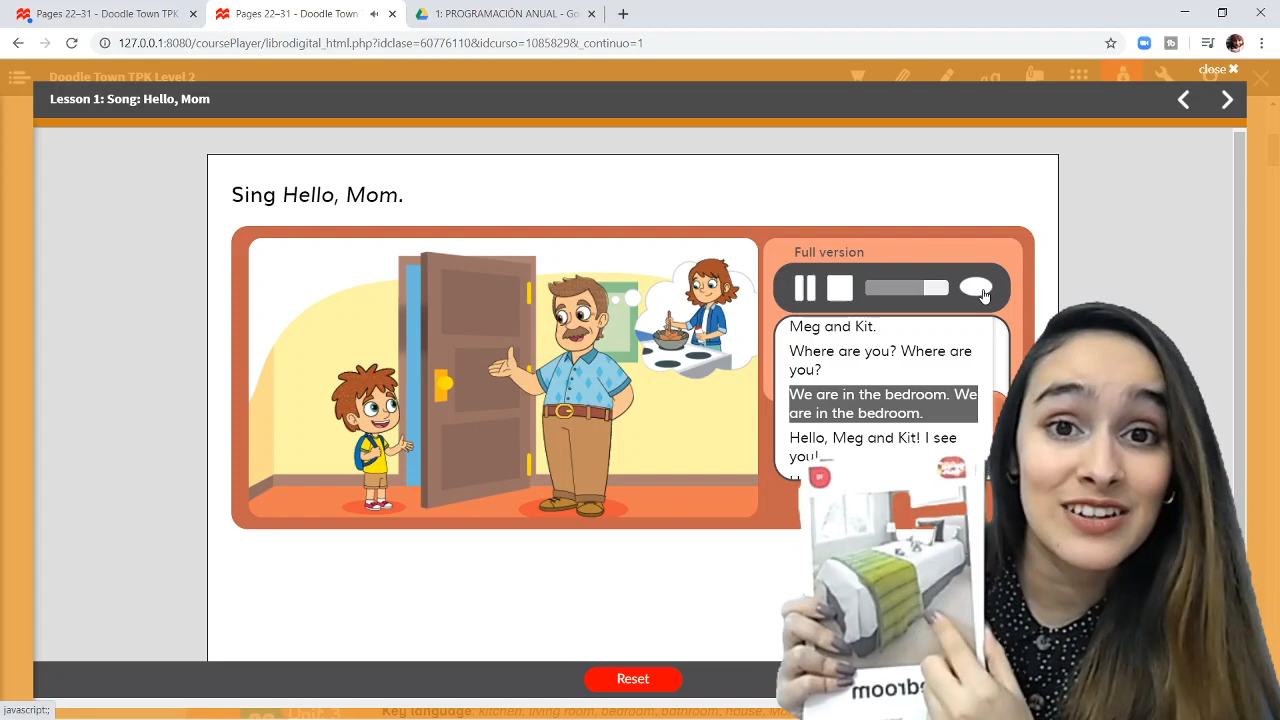 Pages 22–31 - Doodle Town TPK
Pages 22–31 - Doodle Town
1: PROGRAMACIÓN ANUAL - Go
127.0.0.1:8080/coursePlayer/librodigital_html.php?idclase=60776110&idcurso=1085829&_continuo=1
Doodle Town TPK Level 2
close
Lesson 1: Song: Hello, Mom
Sing Hello, Mom.
Full version
Meg and Kit.
Where are you? Where are
you?
We are in the bedroom. We
are in the bedroom.
Hello, Meg and Kit! I see
you!
Reset
javascript:;
Unit 3
Key language: kitchen, living room, bedroom, bathroom, house,